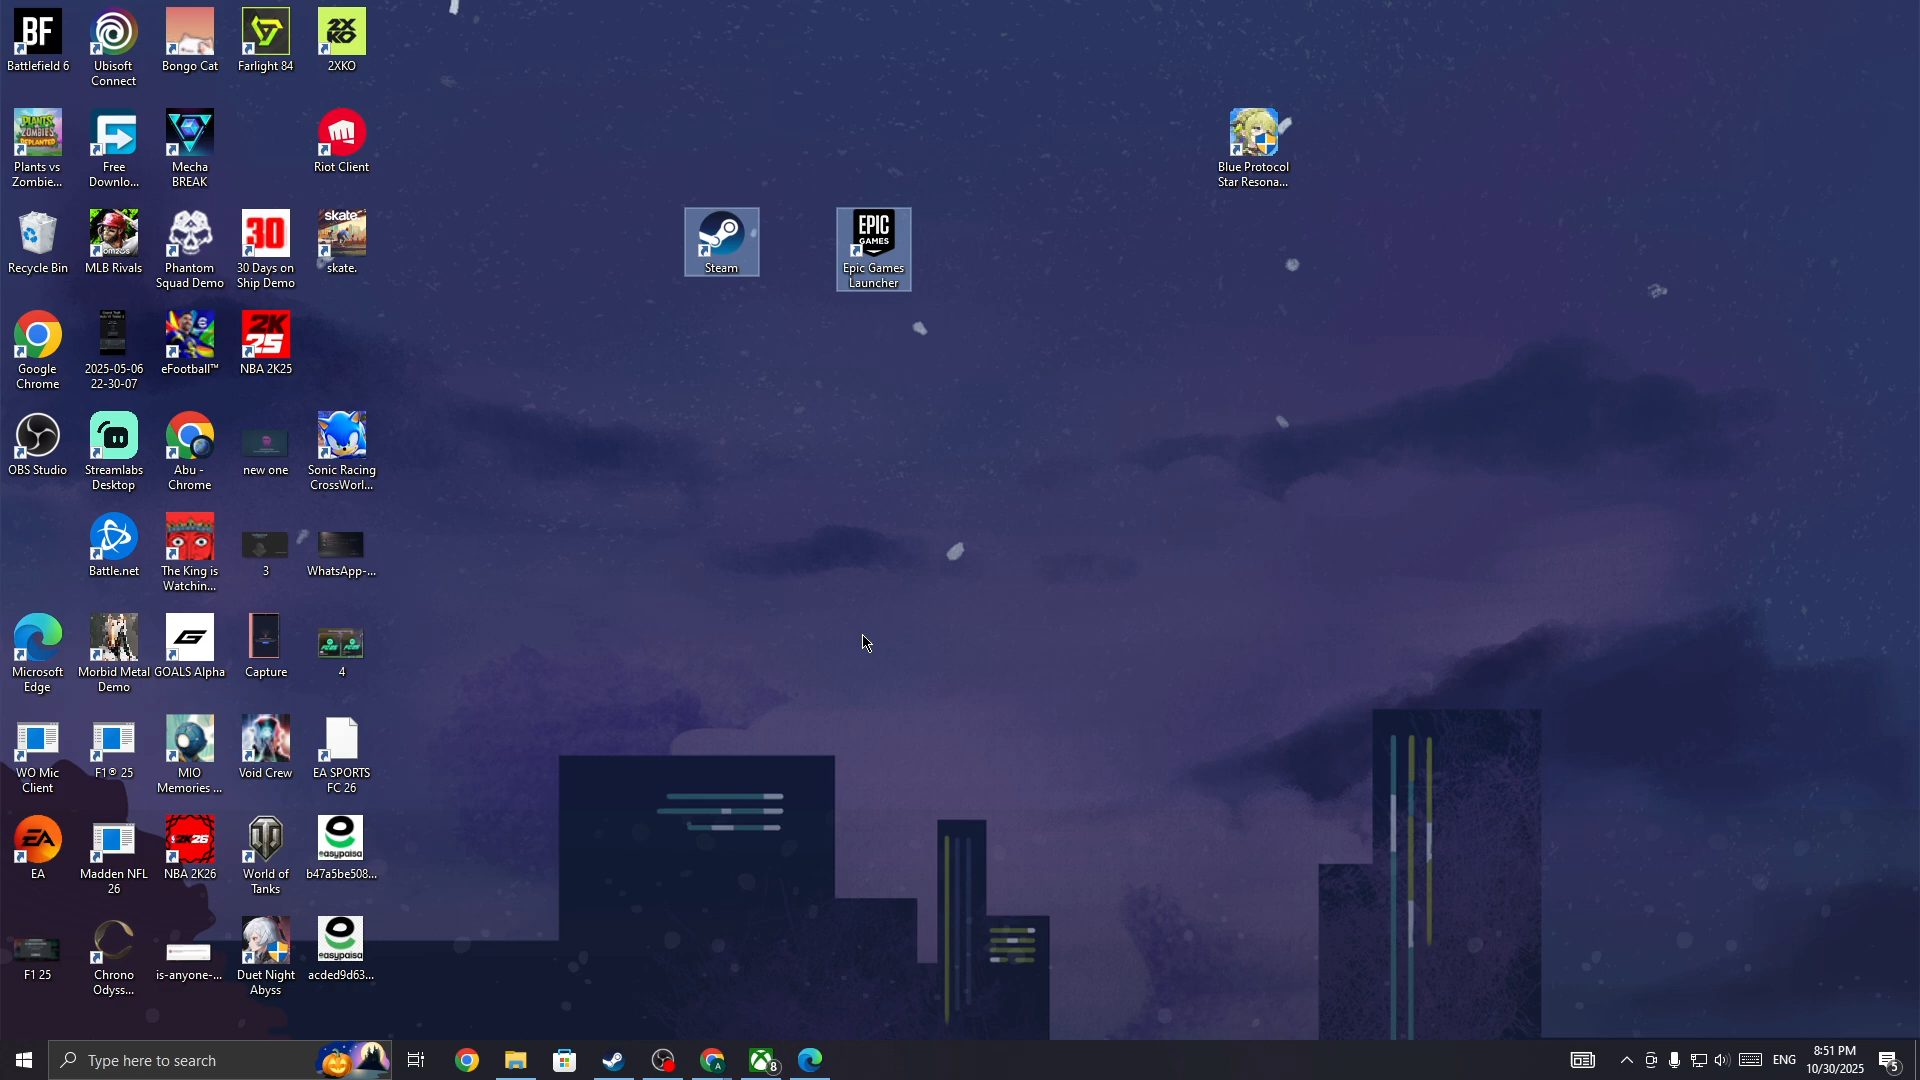 BF
Battlefield 6
Ubisoft
Connect
Bongo Cat
Farlight 84
2XKO
2XKO
PLANTS
VS
ZOMBIES
REPLANTED
Plants vs
Zombie...
Free
Downlo...
Mecha
BREAK
Riot Client
Blue Protocol
Star Resona...
Recycle Bin
MLB Rivals
Phantom
Squad Demo
30
30 Days on
Ship Demo
skate.
skate.
Steam
EPIC
GAMES
Epic Games
Launcher
Google
Chrome
2025-05-06
22-30-07
eFootball™
2K
25
NBA 2K25
OBS Studio
Streamlabs
Desktop
Abu -
Chrome
new one
Sonic Racing
CrossWorl...
Battle.net
The King is
Watchin...
3
WhatsApp-...
Microsoft
Edge
Morbid Metal
Demo
GOALS Alpha
Capture
4
WO Mic
Client
F1® 25
MIO
Memories ...
Void Crew
EA SPORTS
FC 26
EA
EA
Madden NFL
26
2K26
NBA 2K26
World of
Tanks
easypaisa
b47a5be508...
F1 25
Chrono
Odyss...
is-anyone-...
Duet Night
Abyss
easypaisa
acded9d63...
Type here to search
A
8
ENG
8:51 PM
10/30/2025
5